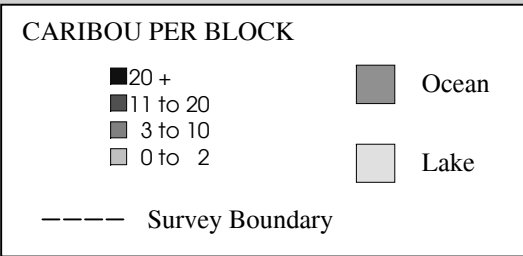 CARIBOU PER BLOCK
20 +
11 to 20
3 to 10
0 to 2
Ocean
Lake
Survey Boundary